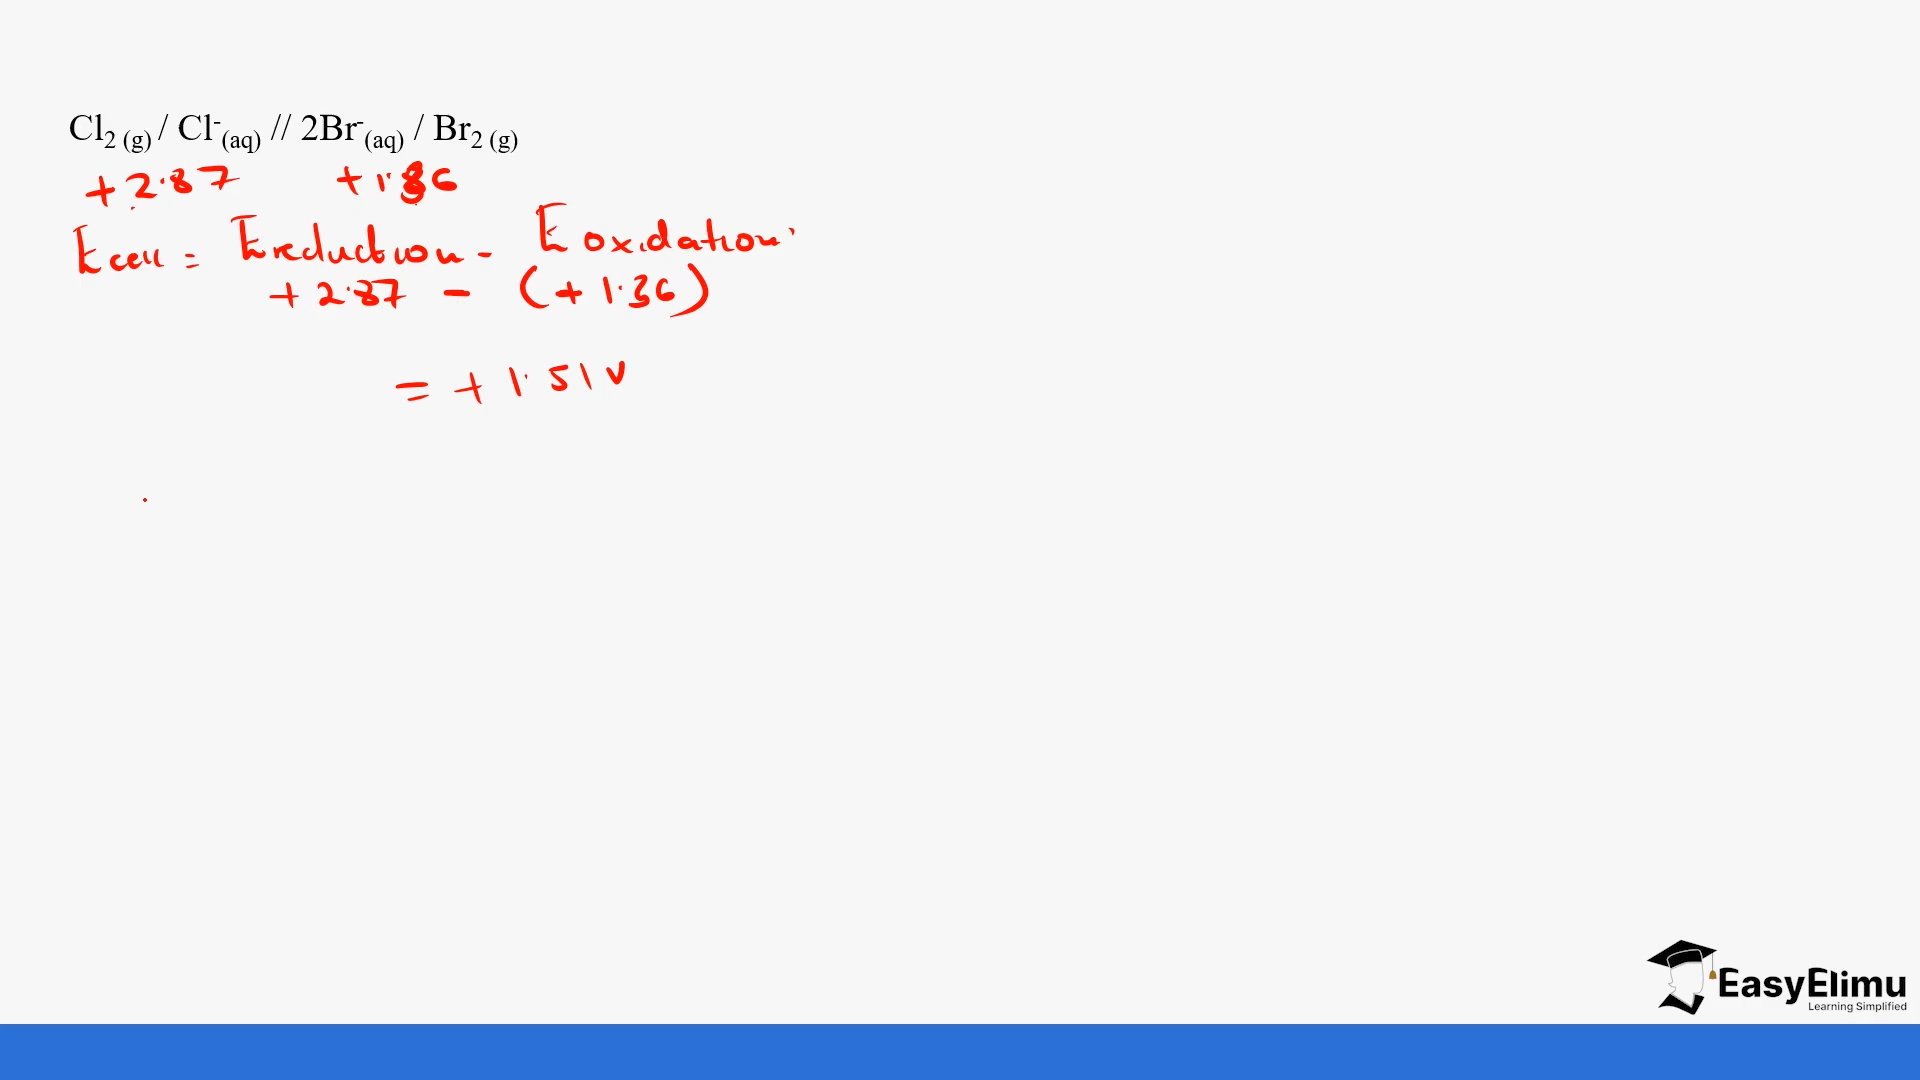 Cl₂ (g) / Cl⁻(aq) // 2Br⁻(aq) / Br₂ (g)
+2.87 +1.36
Ecell = Ereduction - Eoxidation.
+2.87 - (+1.36)
= +1.51V
EasyElimu
Learning Simplified